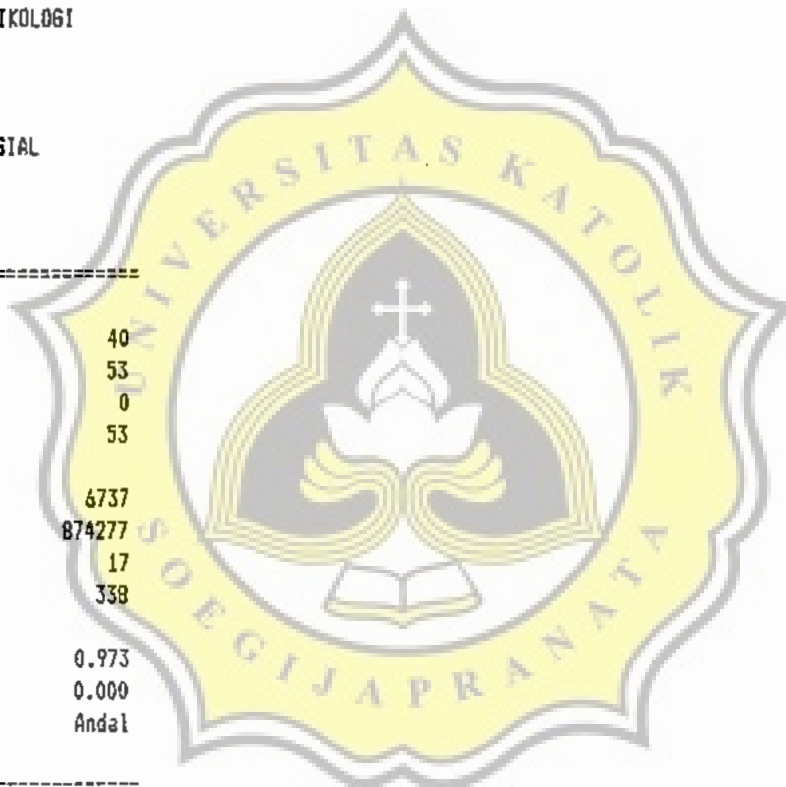 IKOLOGI
SIAL
=============
40
53
0
53
6737
874277
17
338
0.973
0.000
Andal
-------------
UNIVERSITAS KATOLIK
SOEGIJAPRANATA